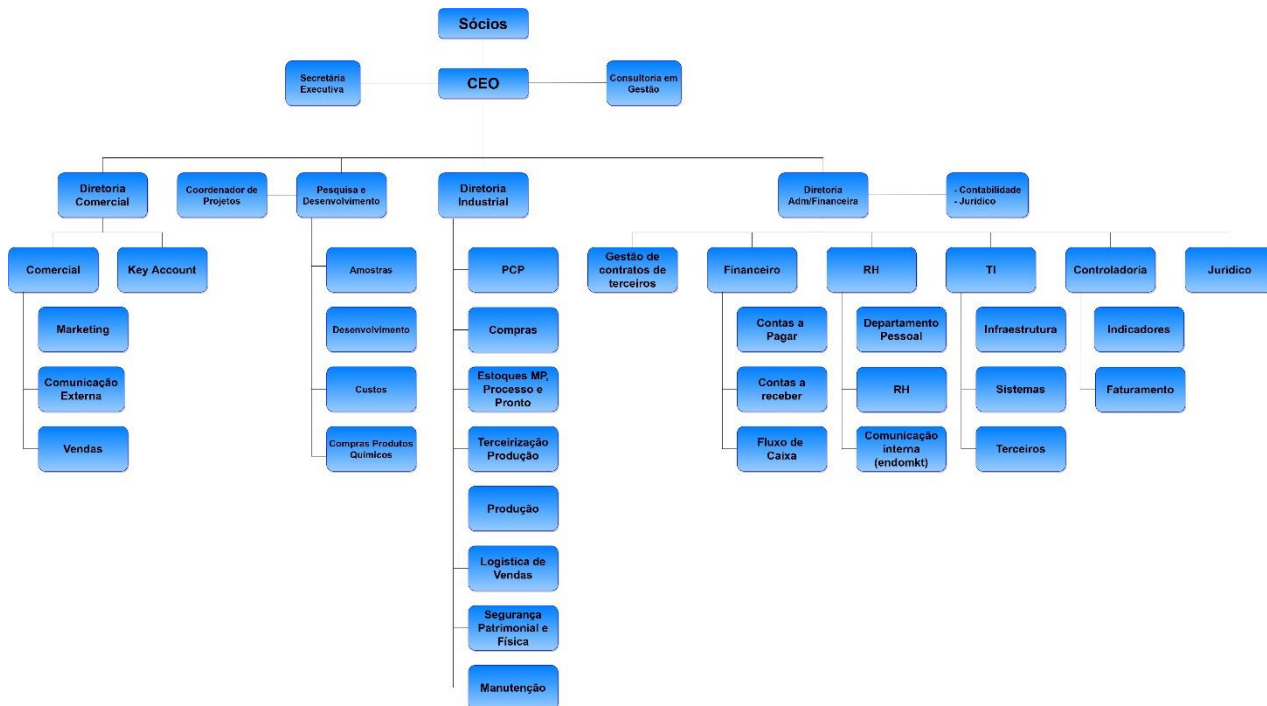 Sócios
Secretária
Executiva
CEO
Consultoria em
Gestão
Diretoria
Comercial
Coordenador de
Projetos
Pesquisa e
Desenvolvimento
Diretoria
Industrial
Diretoria
Adm/Financeira
- Contabilidade
- Jurídico
Comercial
Key Account
Marketing
Comunicação
Externa
Vendas
Amostras
Desenvolvimento
Custos
Compras Produtos
Químicos
PCP
Compras
Estoques MP,
Processo e
Pronto
Terceirização
Produção
Produção
Logistica de
Vendas
Segurança
Patrimonial e
Física
Manutenção
Gestão de
contratos de
terceiros
Financeiro
Contas a
Pagar
Contas a
receber
Fluxo de
Caixa
RH
Departamento
Pessoal
RH
Comunicação
interna
(endomkt)
TI
Infraestrutura
Sistemas
Terceiros
Controladoria
Indicadores
Faturamento
Jurídico